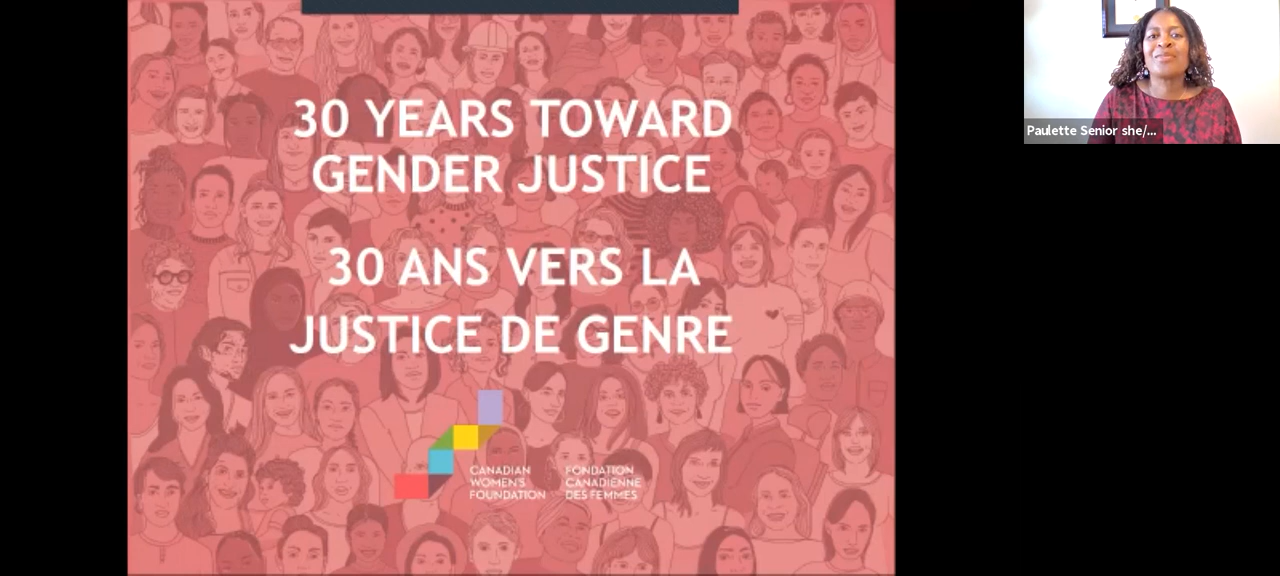 30 YEARS TOWARD
GENDER JUSTICE
30 ANS VERS LA
JUSTICE DE GENRE
CANADIAN
WOMEN'S
FOUNDATION
FONDATION
CANADIENNE
DES FEMMES
Paulette Senior she/...